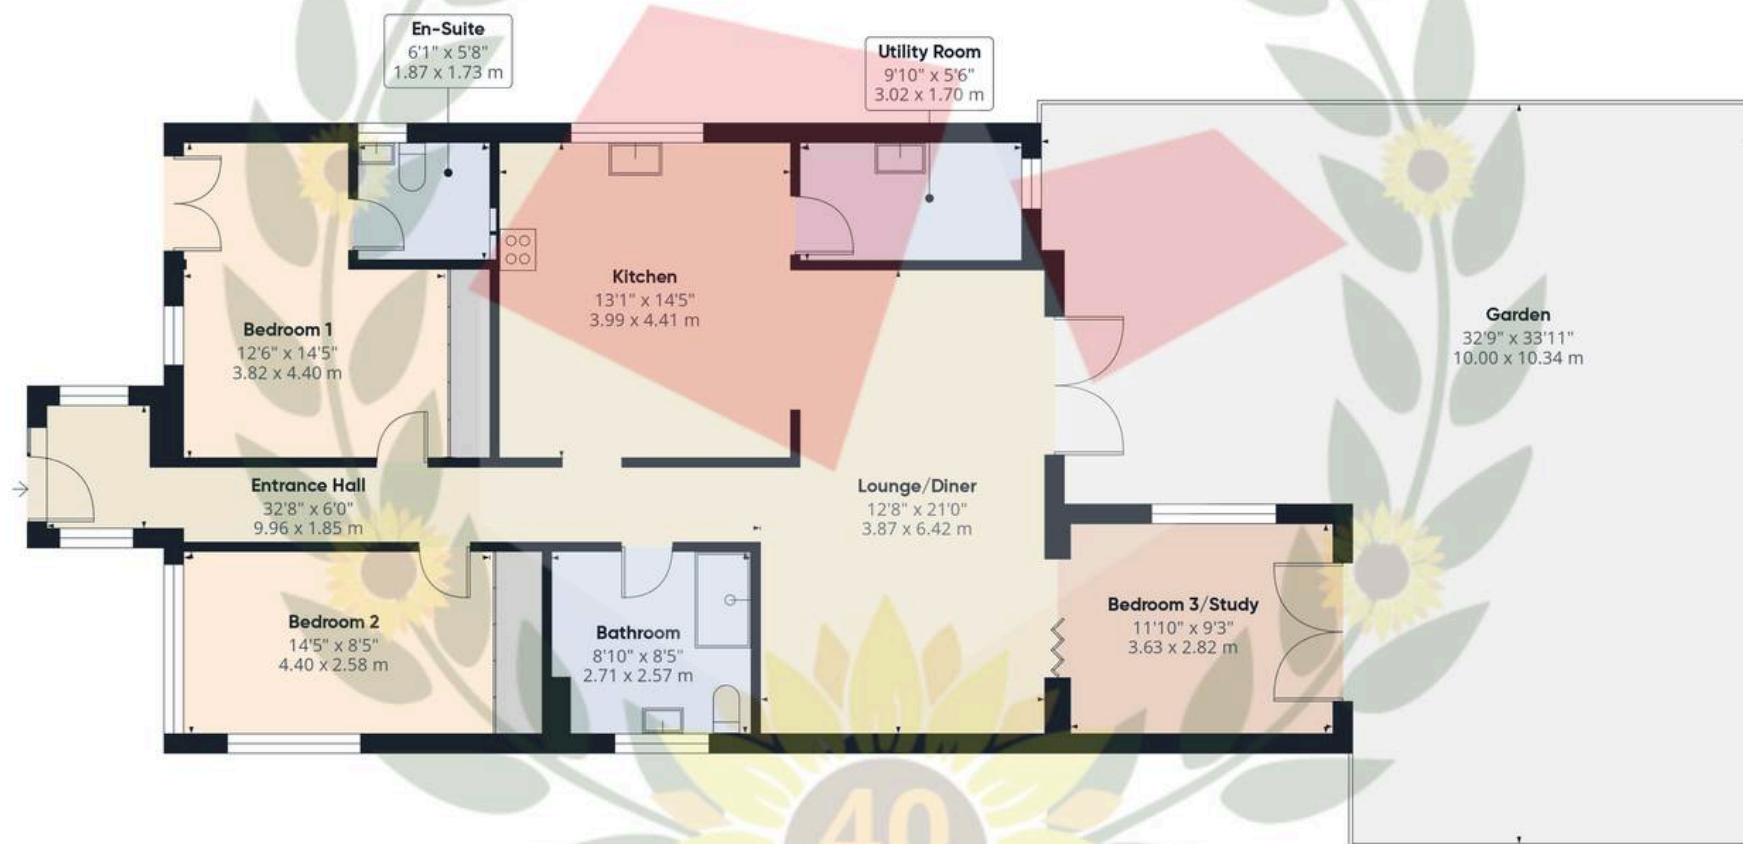 En-Suite
6'1" x 5'8"
1.87 x 1.73 m
Utility Room
9'10" x 5'6"
3.02 x 1.70 m
Kitchen
13'1" x 14'5"
3.99 x 4.41 m
Bedroom 1
12'6" x 14'5"
3.82 x 4.40 m
Garden
32'9" x 33'11"
10.00 x 10.34 m
Entrance Hall
32'8" x 6'0"
9.96 x 1.85 m
Lounge/Diner
12'8" x 21'0"
3.87 x 6.42 m
Bedroom 2
14'5" x 8'5"
4.40 x 2.58 m
Bathroom
8'10" x 8'5"
2.71 x 2.57 m
Bedroom 3/Study
11'10" x 9'3"
3.63 x 2.82 m
40